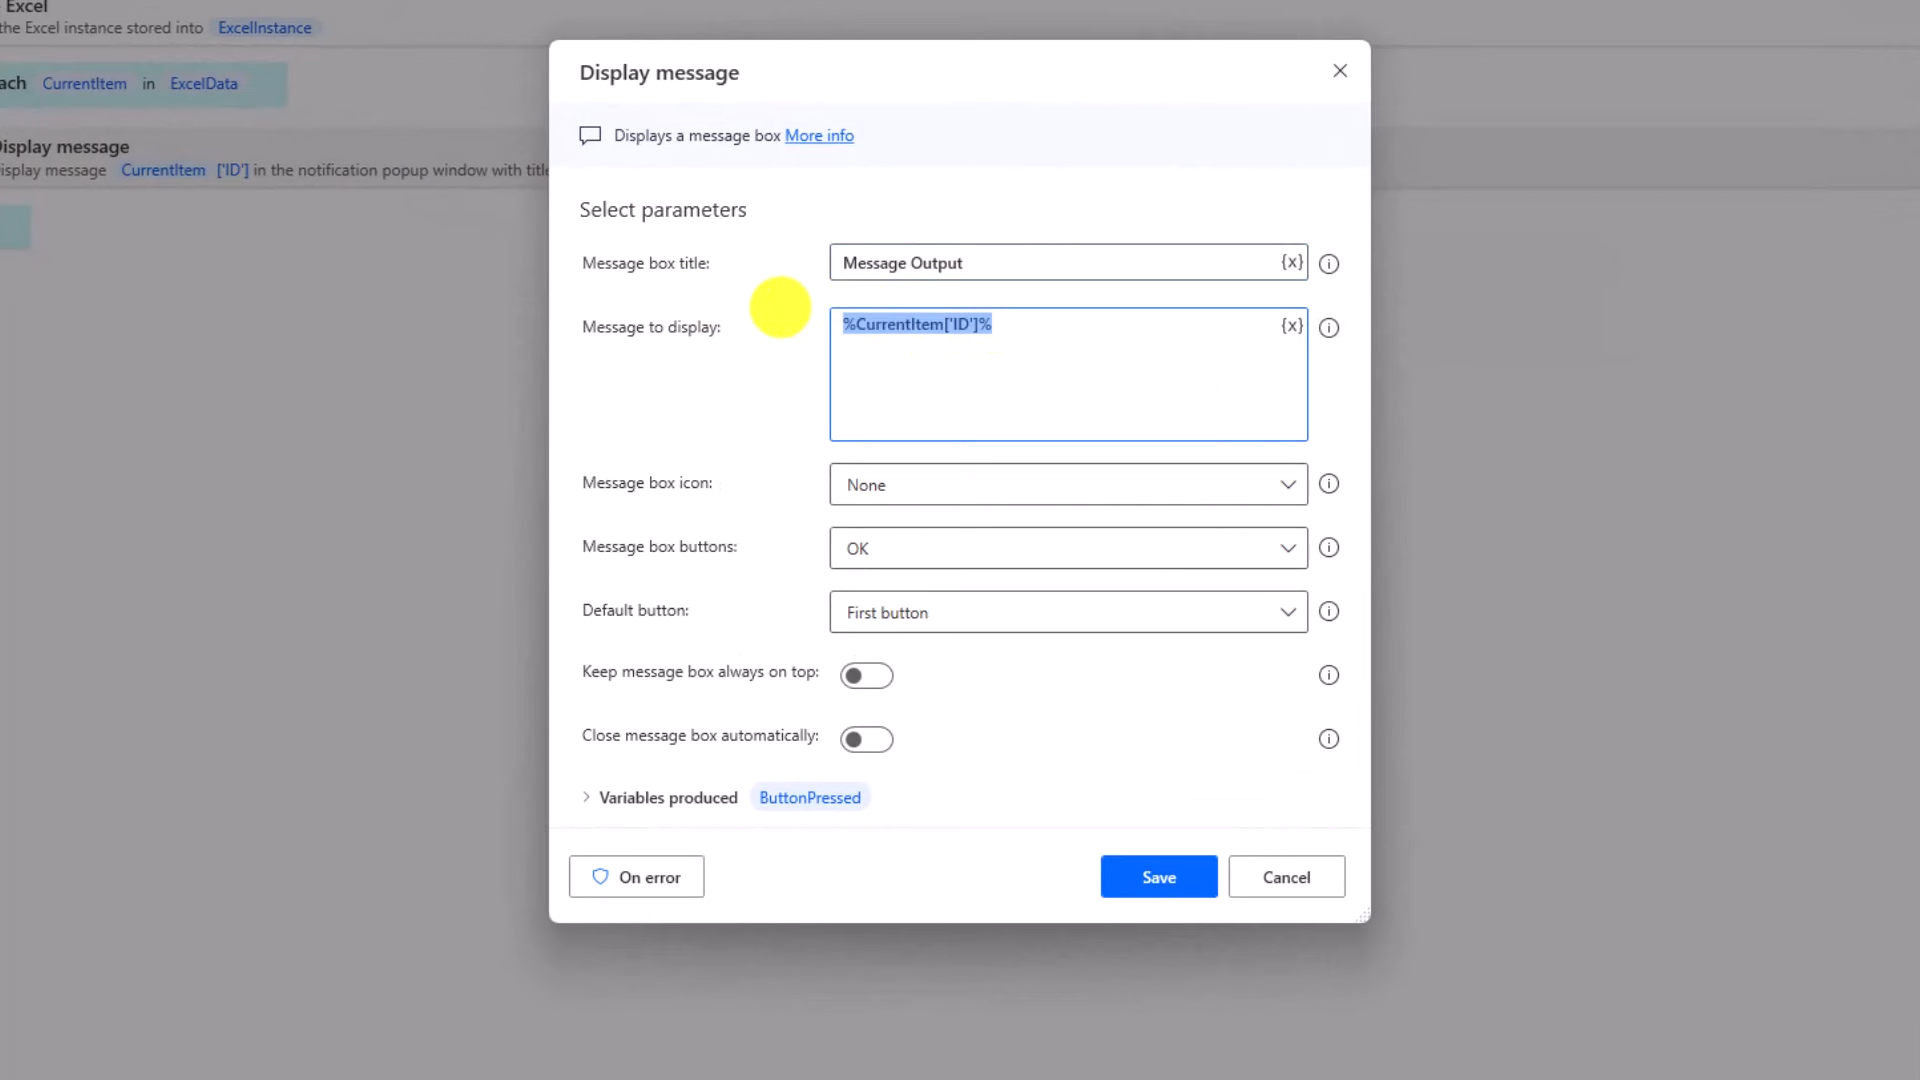 Excel
the Excel instance stored into ExcelInstance
ach CurrentItem in ExcelData
Display message
isplay message CurrentItem ['ID'] in the notification popup window with title
Display message
Displays a message box More info
Select parameters
Message box title:
Message Output
{x}
Message to display:
%CurrentItem['ID']%
{x}
Message box icon:
None
Message box buttons:
OK
Default button:
First button
Keep message box always on top:
Close message box automatically:
Variables produced ButtonPressed
On error
Save
Cancel